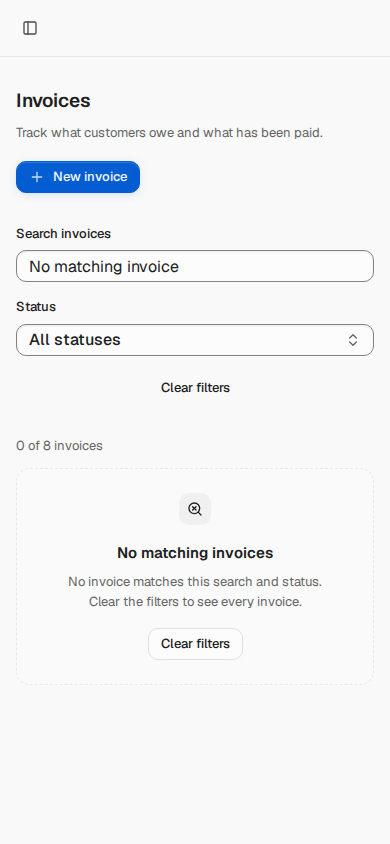 Invoices
Track what customers owe and what has been paid.
New invoice
Search invoices
No matching invoice
Status
All statuses
Clear filters
0 of 8 invoices
No matching invoices
No invoice matches this search and status.
Clear the filters to see every invoice.
Clear filters